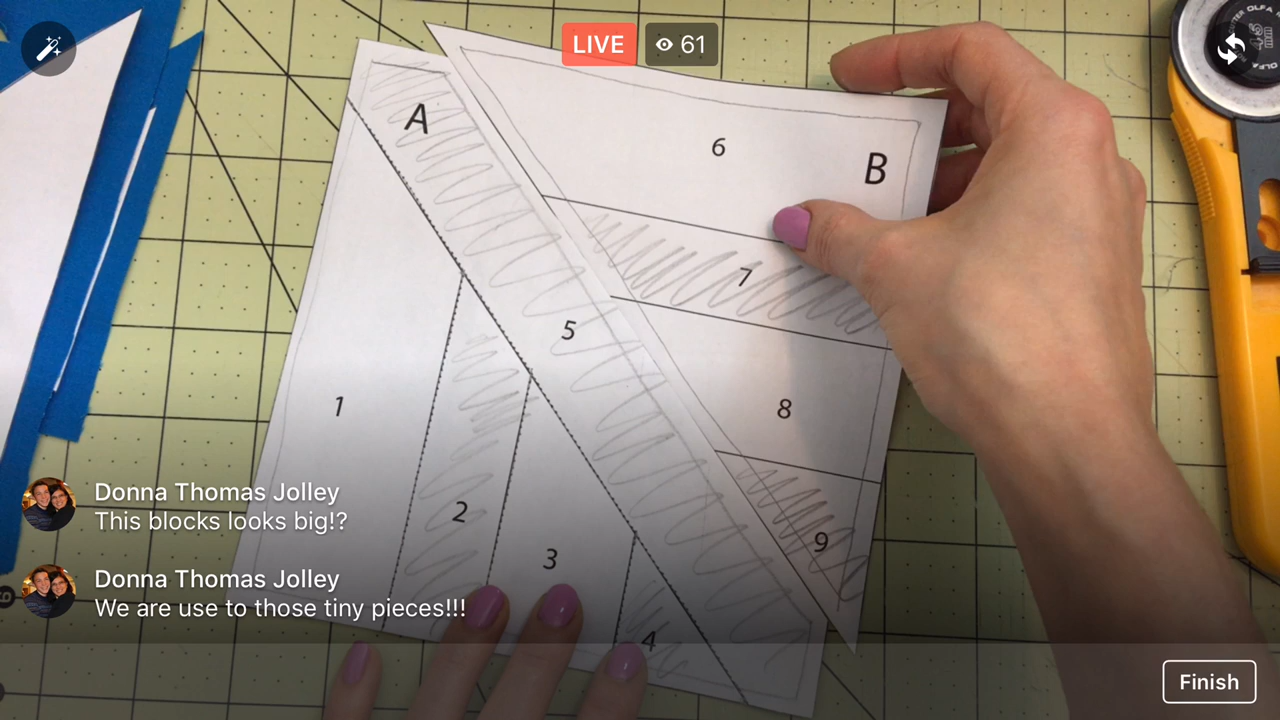 LIVE
61
A
6
B
7
5
1
8
2
9
3
4
OLFA
Donna Thomas Jolley
This blocks looks big!?
Donna Thomas Jolley
We are use to those tiny pieces!!!
Finish